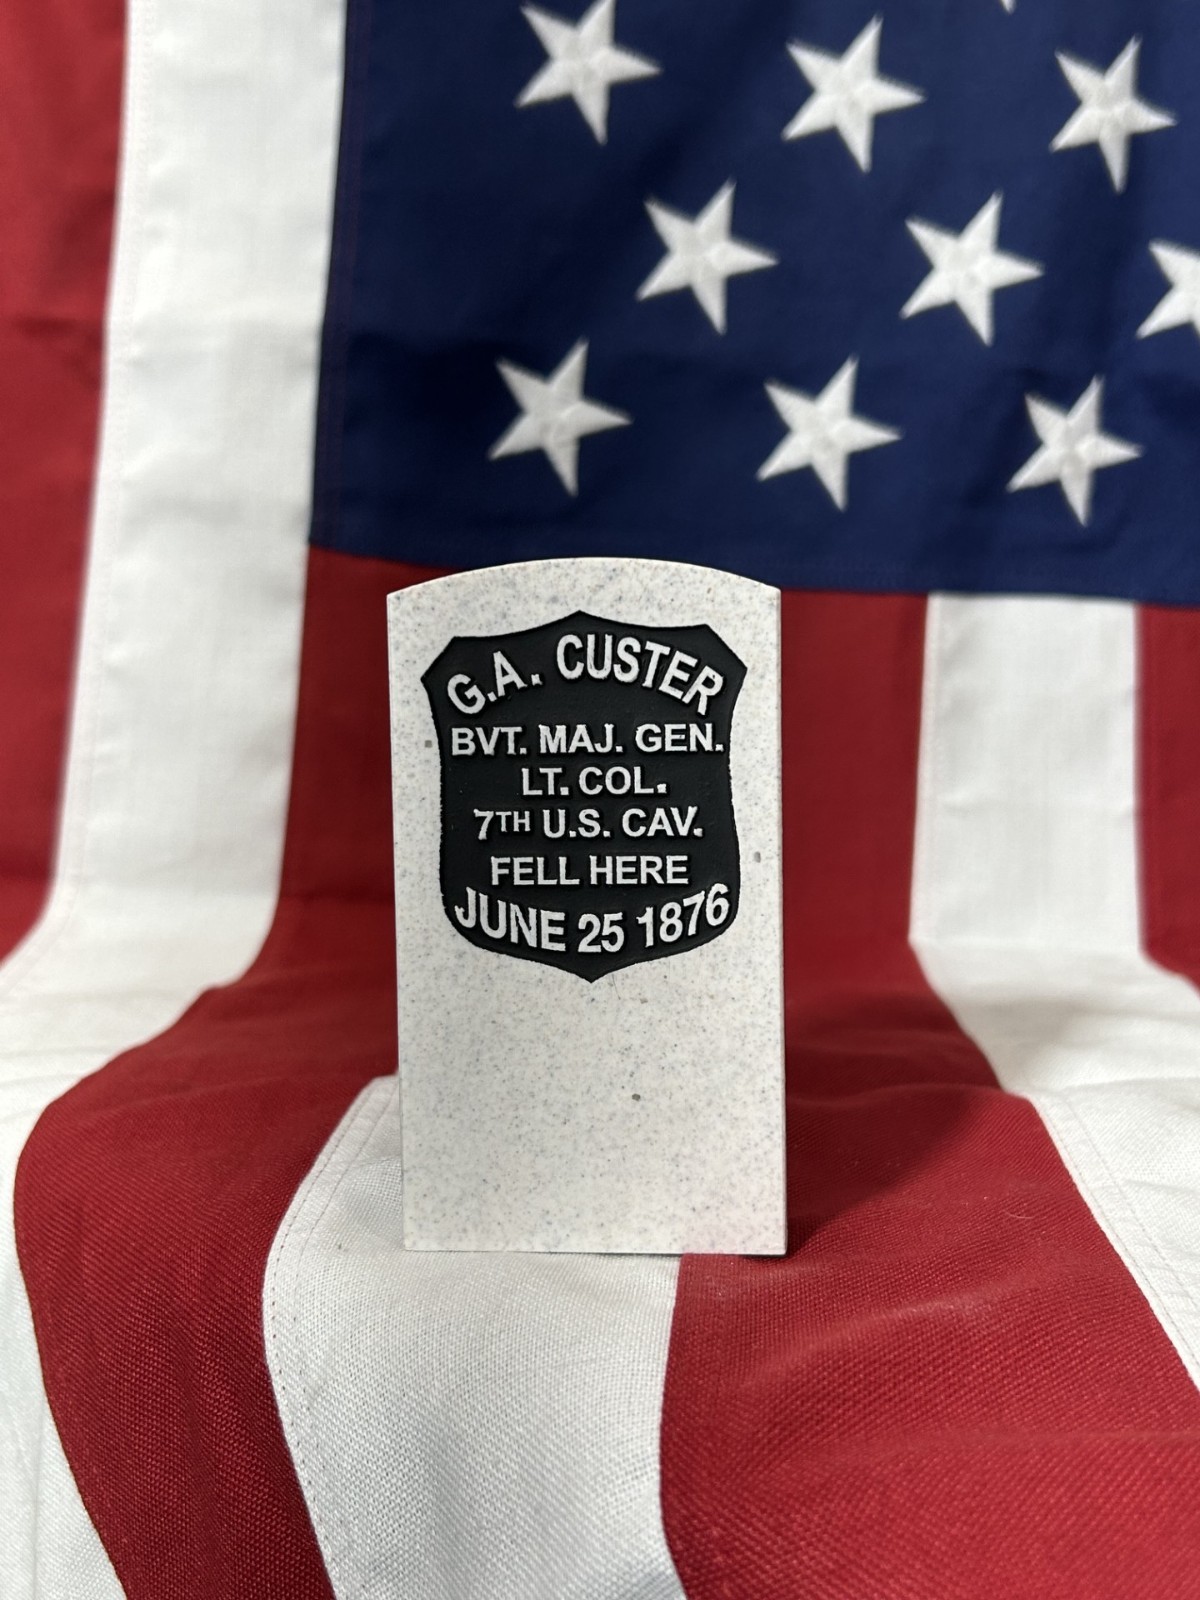 G.A. CUSTER
BVT. MAJ. GEN.
LT. COL.
7TH U.S. CAV.
FELL HERE
JUNE 25 1876